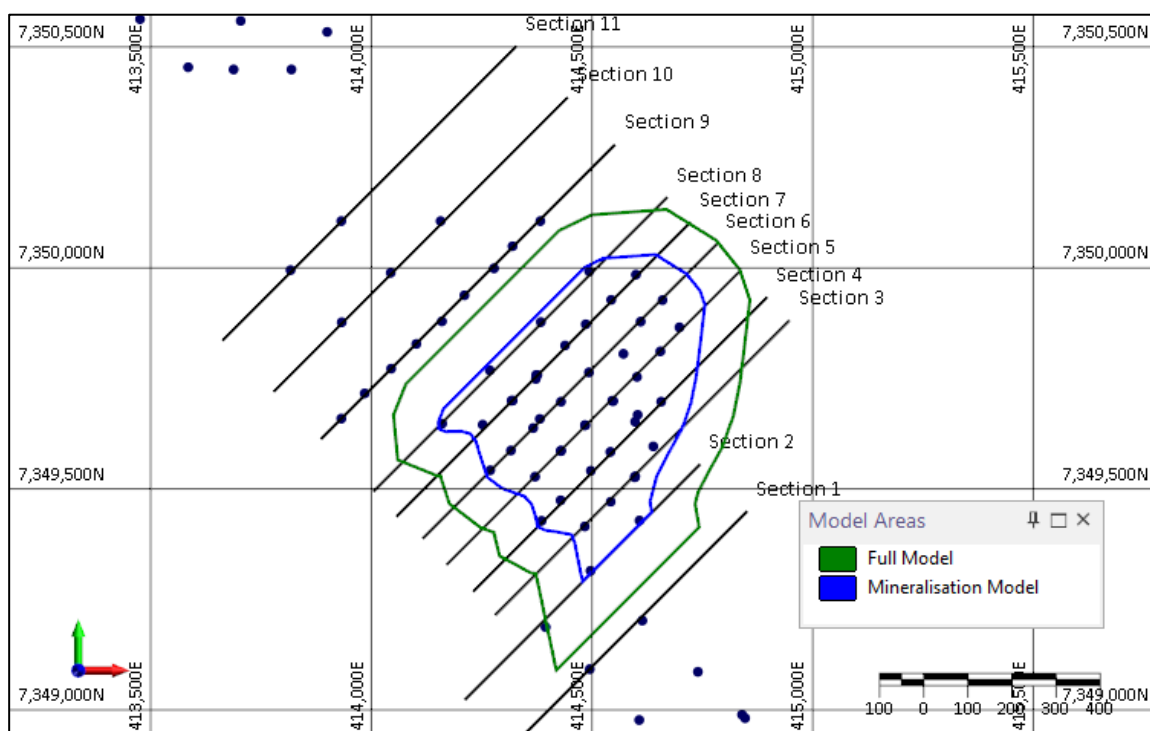 Section 11
7,350,500N
7,350,500N
413,500E
414,000E
414,500E
415,000E
415,500E
Section 10
Section 9
Section 8
Section 7
Section 6
7,350,000N
7,350,000N
Section 5
Section 4
Section 3
Section 2
7,349,500N
7,349,500N
Section 1
Model Areas
Full Model
Mineralisation Model
7,349,000N
7,349,000N
413,500E
414,000E
414,500E
415,000E
415,500E
100 0 100 200 300 400